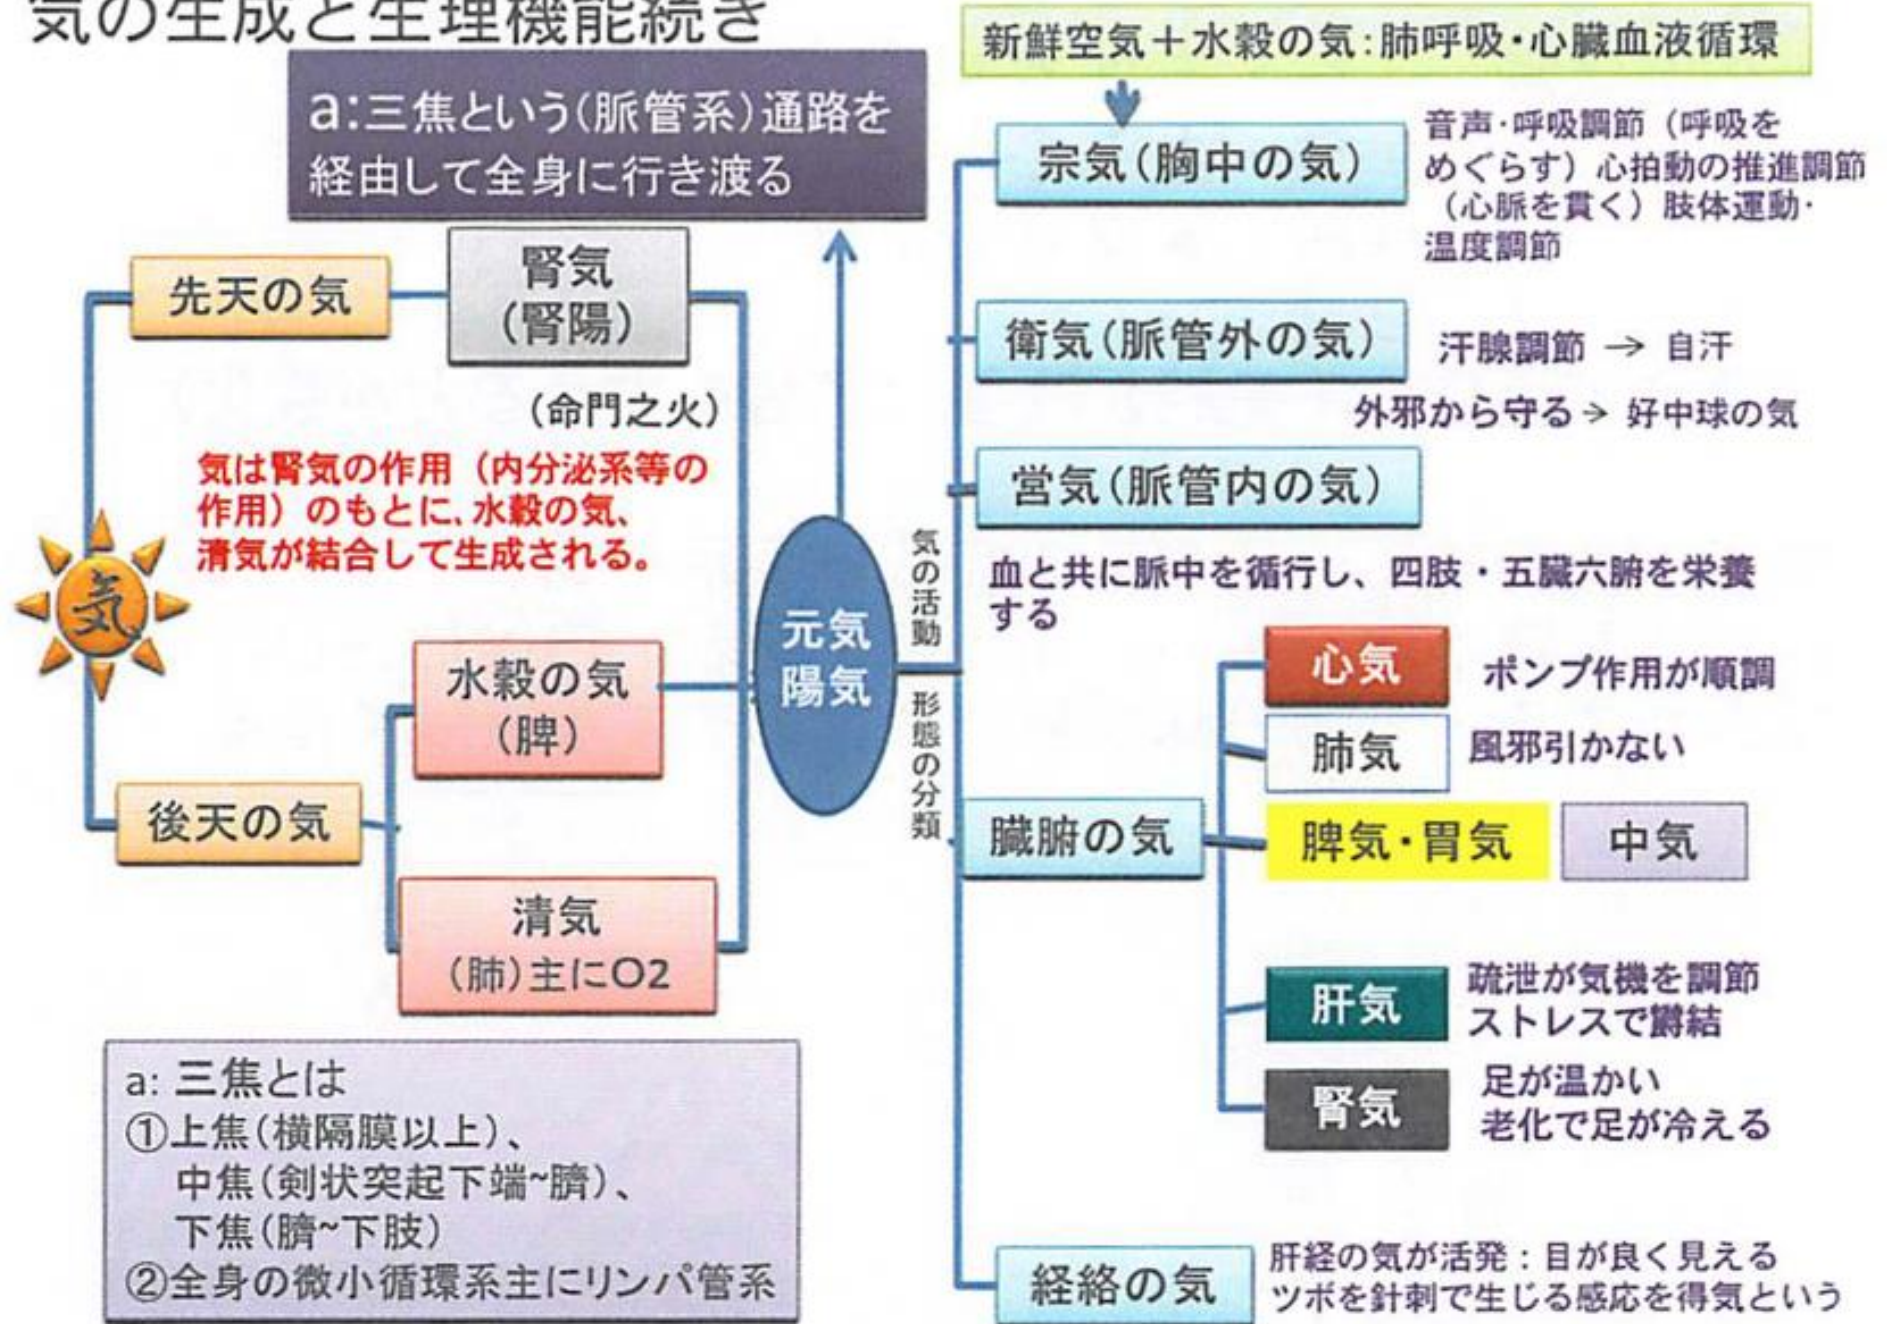 気の生成と生理機能続き
a:三焦という(脈管系)通路を
経由して全身に行き渡る
先天の気
腎気
(腎陽)
(命門之火)
気は腎気の作用（内分泌系等の
作用）のもとに、水穀の気、
清気が結合して生成される。
気
水穀の気
(脾)
後天の気
清気
(肺)主にO2
元気
陽気
気の活動
形態の分類
a: 三焦とは
①上焦(横隔膜以上)、
中焦(剣状突起下端~臍)、
下焦(臍~下肢)
②全身の微小循環系主にリンパ管系
新鮮空気＋水穀の気:肺呼吸・心臓血液循環
宗気(胸中の気)
音声･呼吸調節（呼吸を
めぐらす）心拍動の推進調節
（心脈を貫く）肢体運動･
温度調節
衛気(脈管外の気)
汗腺調節 → 自汗
外邪から守る→ 好中球の気
営気(脈管内の気)
血と共に脈中を循行し、四肢・五臓六腑を栄養
する
心気
ポンプ作用が順調
肺気
風邪引かない
臓腑の気
脾気・胃気
中気
肝気
疏泄が気機を調節
ストレスで欝結
腎気
足が温かい
老化で足が冷える
経絡の気
肝経の気が活発：目が良く見える
ツボを針刺で生じる感応を得気という